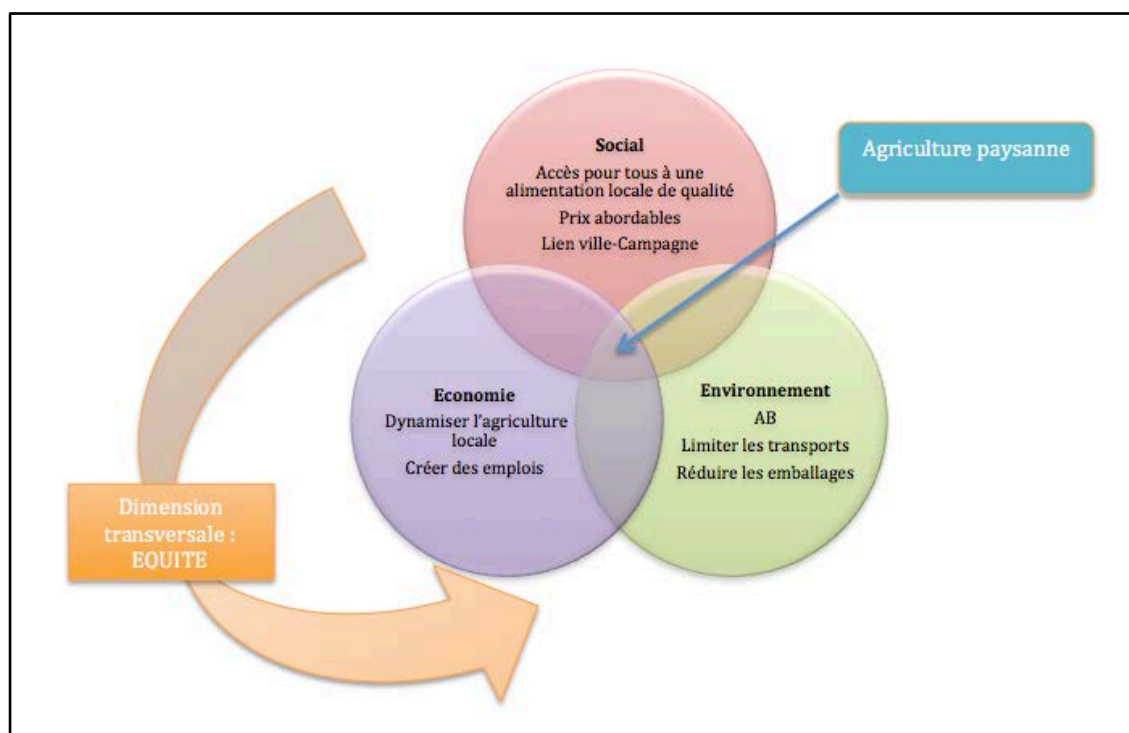 Social
Accès pour tous à une
alimentation locale de qualité
Prix abordables
Lien ville-Campagne
Agriculture paysanne
Economie
Dynamiser l'agriculture
locale
Créer des emplois
Environnement
AB
Limiter les transports
Réduire les emballages
Dimension
transversale :
EQUITE